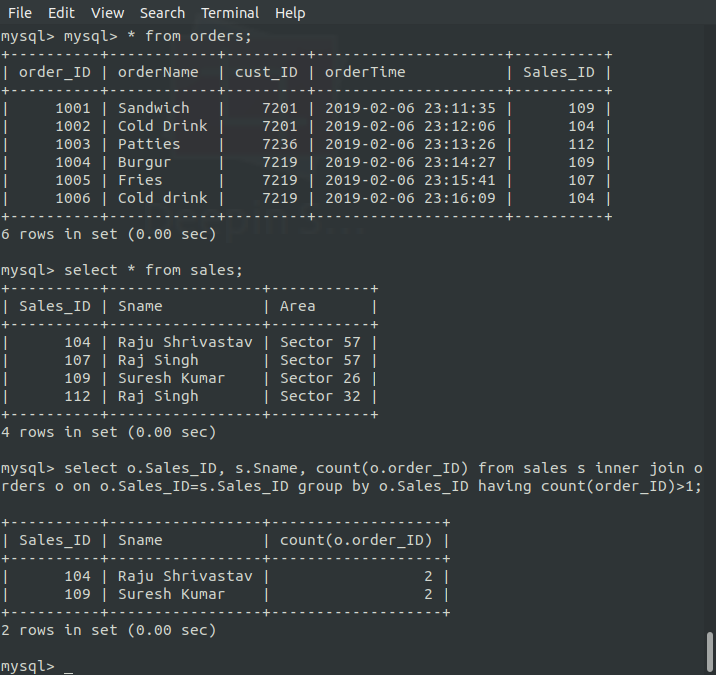 File Edit View Search Terminal Help
mysql> mysql> * from orders;
+----------+------------+---------+---------------------+----------+
| order_ID | orderName  | cust_ID | orderTime           | Sales_ID |
+----------+------------+---------+---------------------+----------+
|     1001 | Sandwich   |    7201 | 2019-02-06 23:11:35 |      109 |
|     1002 | Cold Drink |    7201 | 2019-02-06 23:12:06 |      104 |
|     1003 | Patties    |    7236 | 2019-02-06 23:13:26 |      112 |
|     1004 | Burgur     |    7219 | 2019-02-06 23:14:27 |      109 |
|     1005 | Fries      |    7219 | 2019-02-06 23:15:41 |      107 |
|     1006 | Cold drink |    7219 | 2019-02-06 23:16:09 |      104 |
+----------+------------+---------+---------------------+----------+
6 rows in set (0.00 sec)
mysql> select * from sales;
+----------+-----------------+-----------+
| Sales_ID | Sname           | Area      |
+----------+-----------------+-----------+
|      104 | Raju Shrivastav | Sector 57 |
|      107 | Raj Singh       | Sector 57 |
|      109 | Suresh Kumar    | Sector 26 |
|      112 | Raj Singh       | Sector 32 |
+----------+-----------------+-----------+
4 rows in set (0.00 sec)
mysql> select o.Sales_ID, s.Sname, count(o.order_ID) from sales s inner join o
rders o on o.Sales_ID=s.Sales_ID group by o.Sales_ID having count(order_ID)>1;
+----------+-----------------+-------------------+
| Sales_ID | Sname           | count(o.order_ID) |
+----------+-----------------+-------------------+
|      104 | Raju Shrivastav |                 2 |
|      109 | Suresh Kumar    |                 2 |
+----------+-----------------+-------------------+
2 rows in set (0.00 sec)
mysql> _